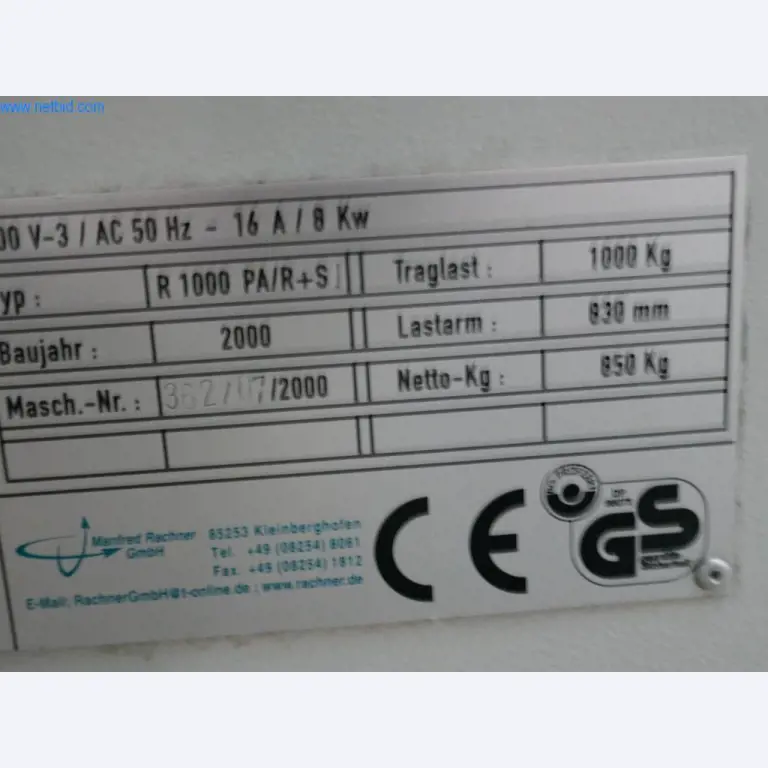 www.netbid.com
00 V-3 / AC 50 Hz - 16 A / 8 Kw
yp : R 1000 PA/R+S Traglast : 1000 Kg
Baujahr : 2000 Lastarm : 830 mm
Masch.-Nr. : 362/07/2000 Netto-Kg : 850 Kg
Manfred Rachner 85253 Kleinberghofen
GmbH Tel. +49 (08254) 8061
Fax. +49 (08254) 1812
E-Mail: RachnerGmbH@t-online.de : www.rachner.de
CE
GS